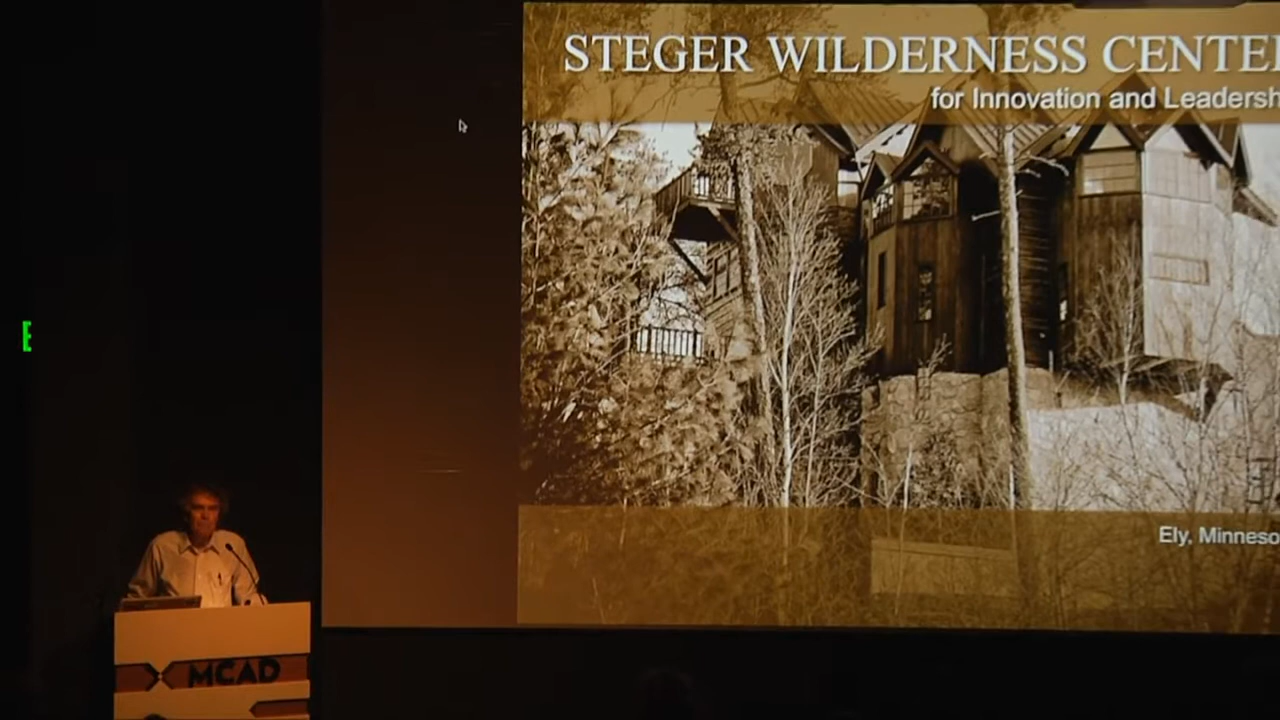 STEGER WILDERNESS CENTE
for Innovation and Leadersh
Ely, Minneso
E
MCAD